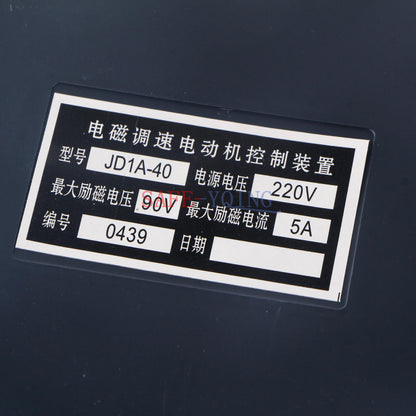 电磁调速电动机控制装置
型号 JD1A-40 电源电压 220V
最大励磁电压 90V 最大励磁电流 5A
SAFE-YQING
编号 0439 日期